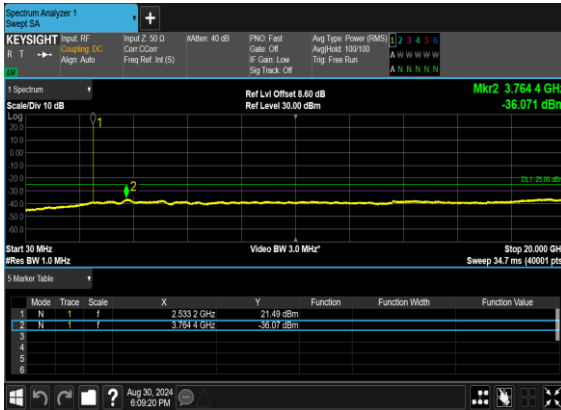 Spectrum Analyzer 1
Swept SA
+
KEYSIGHT Input: RF Input Z: 50 Ω #Atten: 40 dB PNO: Fast Avg Type: Power (RMS) 1 2 3 4 5 6
R T Coupling: DC Corr CCorr Gate: Off Avg|Hold: 100/100 A W W W W W
Align: Auto Freq Ref: Int (S) IF Gain: Low Trig: Free Run
LXI Sig Track: Off A N N N N N
1 Spectrum Ref Lvl Offset 8.60 dB Mkr2 3.764 4 GHz
Scale/Div 10 dB Ref Level 30.00 dBm -36.071 dBm
Log
20.0
10.0
0.00
-10.0
-20.0
-30.0
-40.0
-50.0
-60.0
1
2
DL1 -25.00 dBm
Start 30 MHz Video BW 3.0 MHz* Stop 20.000 GHz
#Res BW 1.0 MHz Sweep 34.7 ms (40001 pts)
5 Marker Table
Mode Trace Scale X Y Function Function Width Function Value
1 N 1 f 2.533 2 GHz 21.49 dBm
2 N 1 f 3.764 4 GHz -36.07 dBm
3
4
5
6
? Aug 30, 2024
6:09:20 PM